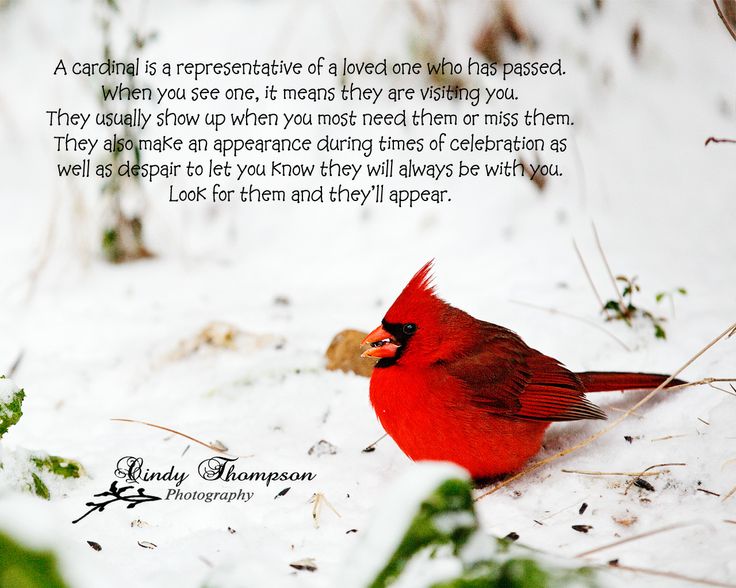 A cardinal is a representative of a loved one who has passed.
When you see one, it means they are visiting you.
They usually show up when you most need them or miss them.
They also make an appearance during times of celebration as
well as despair to let you know they will always be with you.
Look for them and they'll appear.
Cindy Thompson
Photography